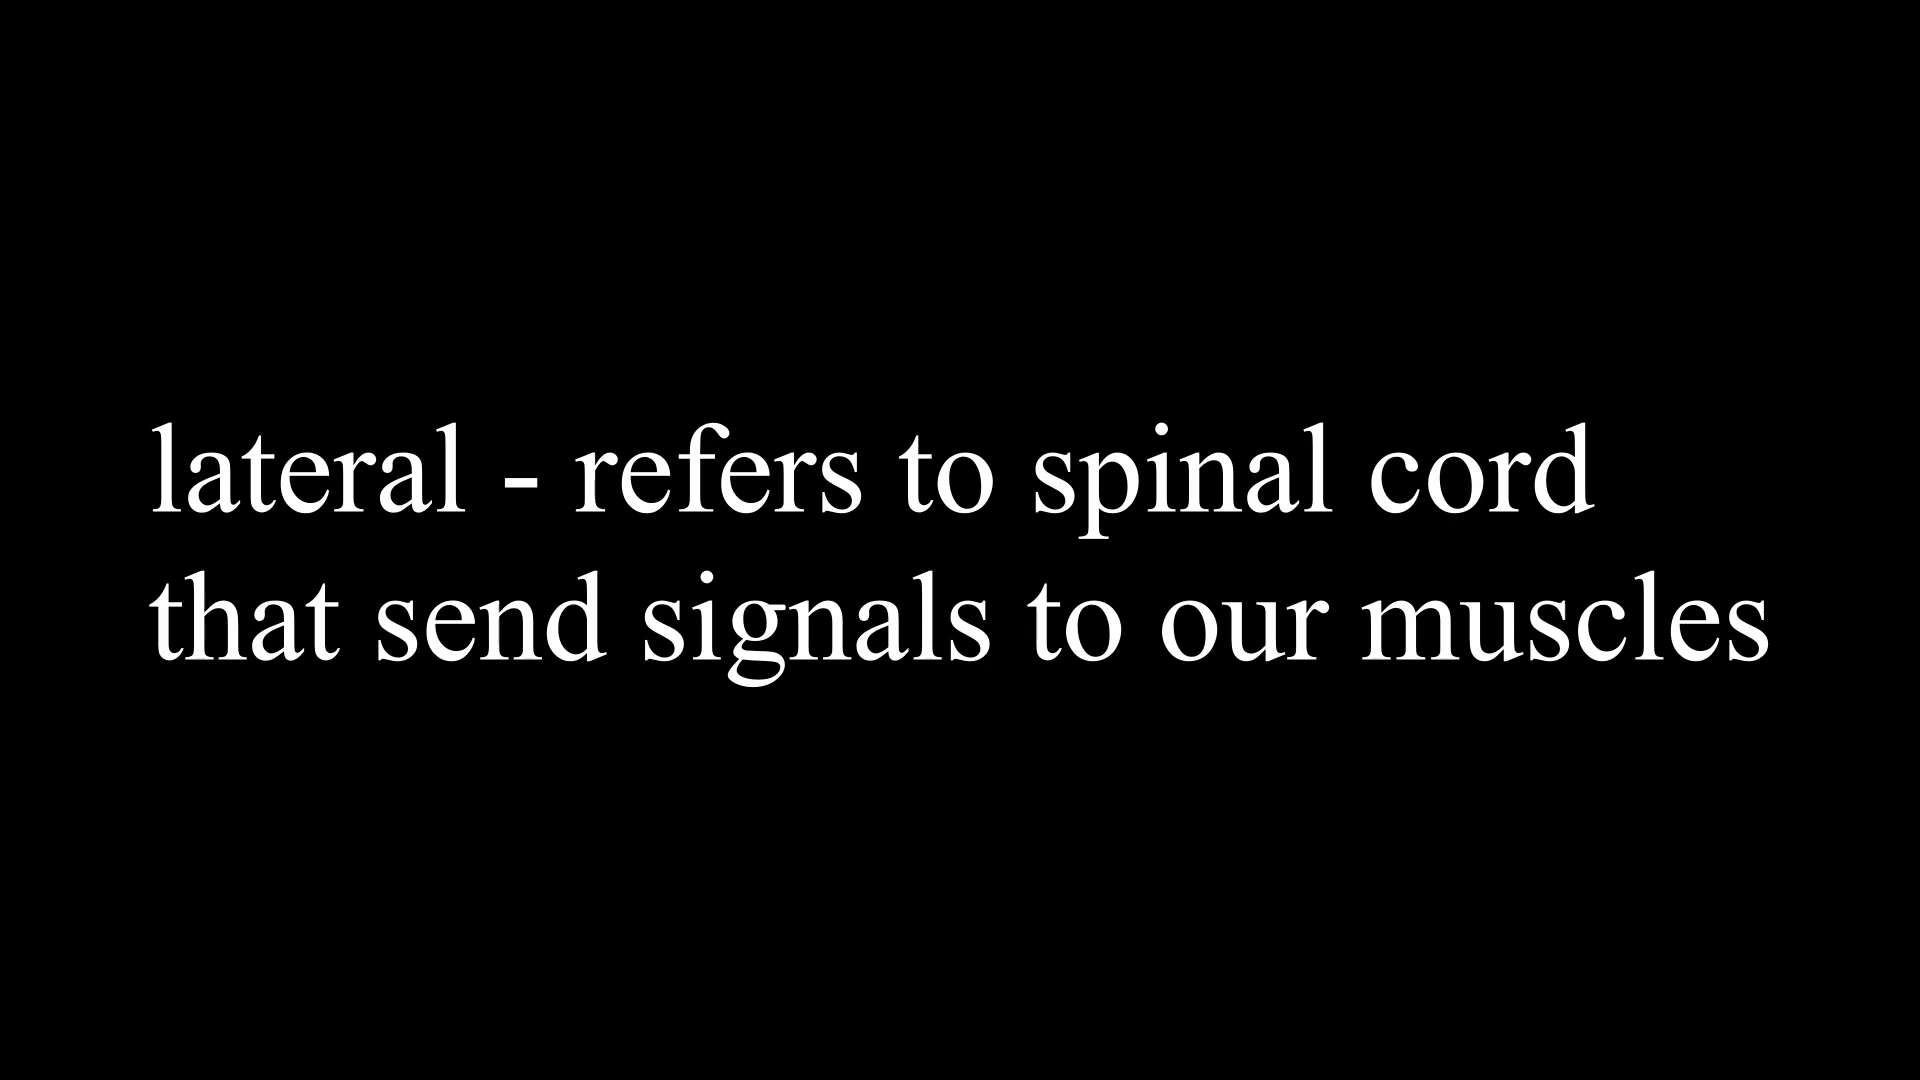 lateral - refers to spinal cord
that send signals to our muscles